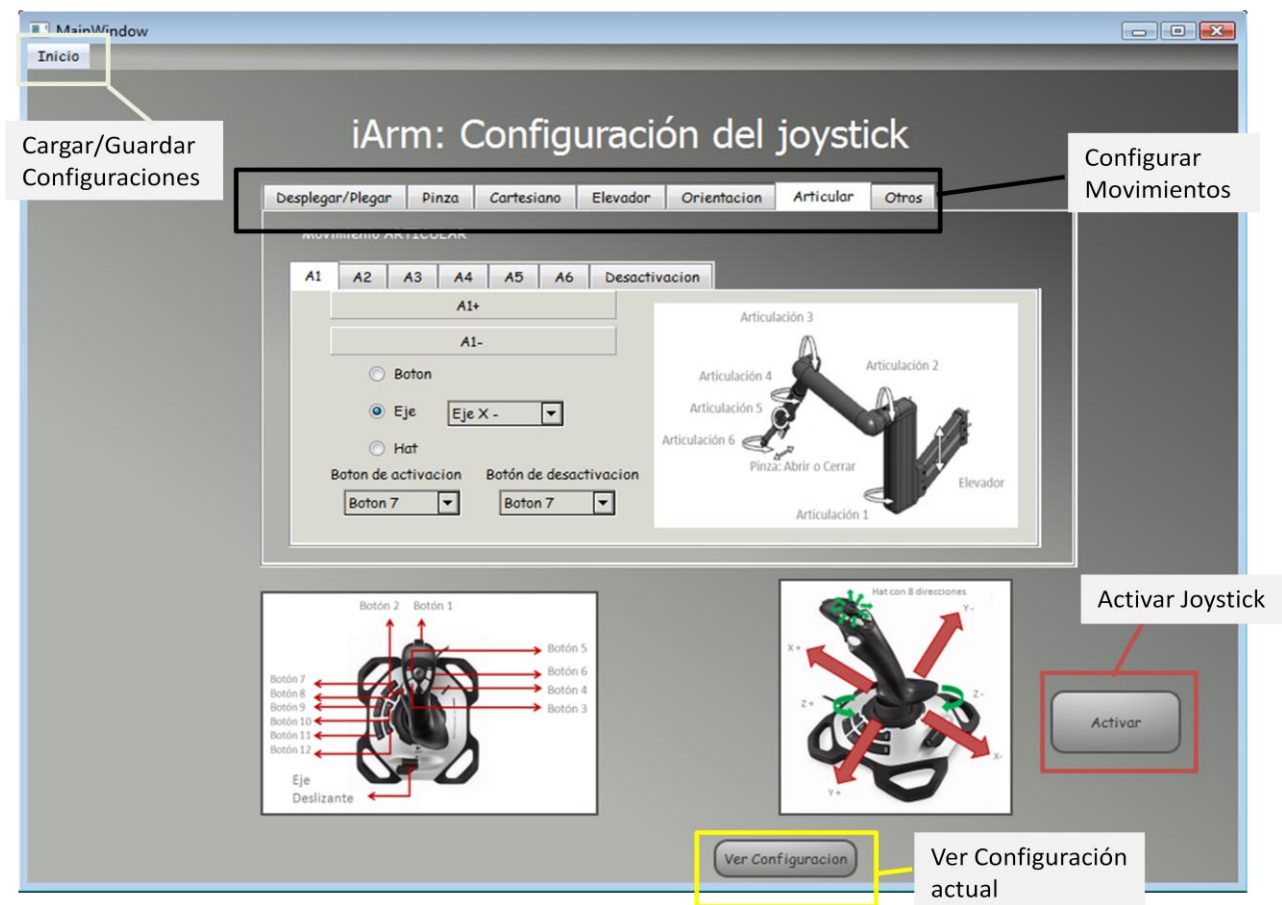 MainWindow
Inicio
Cargar/Guardar
Configuraciones
iArm: Configuración del joystick
Configurar
Movimientos
Desplegar/Plegar
Pinza
Cartesiano
Elevador
Orientacion
Articular
Otros
Movimiento ARTICULAR
A1
A2
A3
A4
A5
A6
Desactivacion
A1+
A1-
Boton
Eje
Eje X -
Hat
Boton de activacion
Botón de desactivacion
Boton 7
Boton 7
Articulación 3
Articulación 2
Articulación 4
Articulación 5
Articulación 6
Pinza: Abrir o Cerrar
Elevador
Articulación 1
Botón 2
Botón 1
Botón 5
Botón 6
Botón 4
Botón 3
Botón 7
Botón 8
Botón 9
Botón 10
Botón 11
Botón 12
Eje
Deslizante
Hat con 8 direcciones
Y -
X +
Z +
Z -
X-
Y +
Activar Joystick
Activar
Ver Configuracion
Ver Configuración
actual